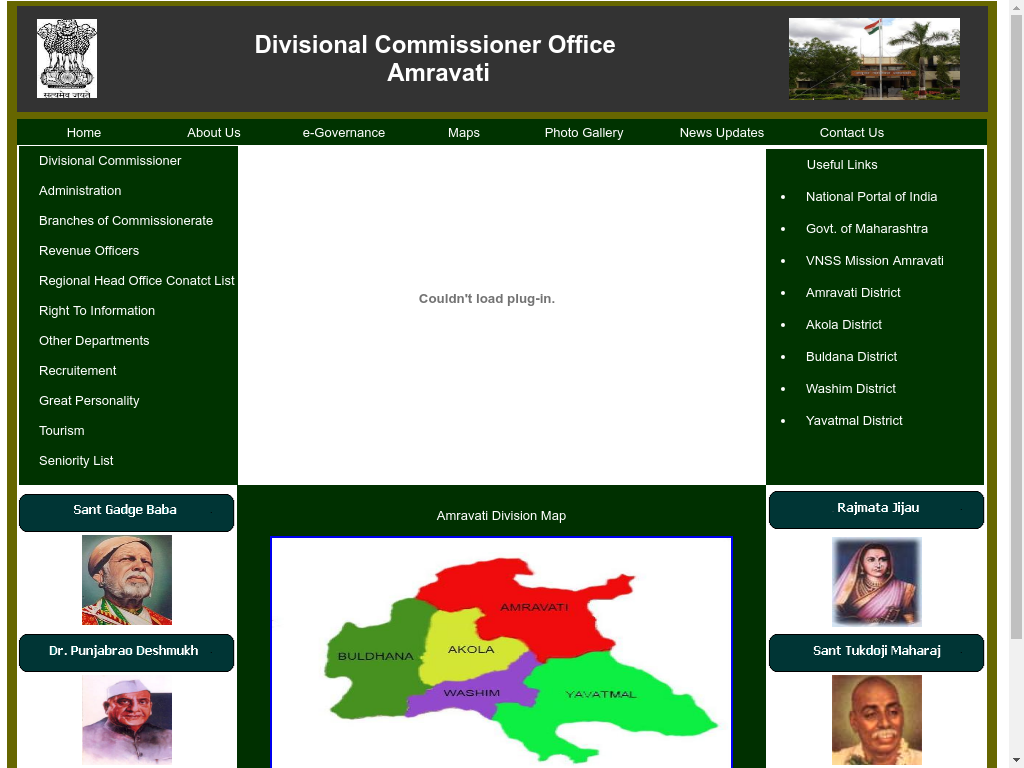 सत्यमेव जयते
Divisional Commissioner Office
Amravati
Home About Us e-Governance Maps Photo Gallery News Updates Contact Us
Divisional Commissioner
Administration
Branches of Commissionerate
Revenue Officers
Regional Head Office Conatct List
Right To Information
Other Departments
Recruitement
Great Personality
Tourism
Seniority List
Couldn't load plug-in.
Useful Links
National Portal of India
Govt. of Maharashtra
VNSS Mission Amravati
Amravati District
Akola District
Buldana District
Washim District
Yavatmal District
Sant Gadge Baba
Dr. Punjabrao Deshmukh
Amravati Division Map
AMRAVATI
AKOLA
BULDHANA
WASHIM
YAVATMAL
Rajmata Jijau
Sant Tukdoji Maharaj